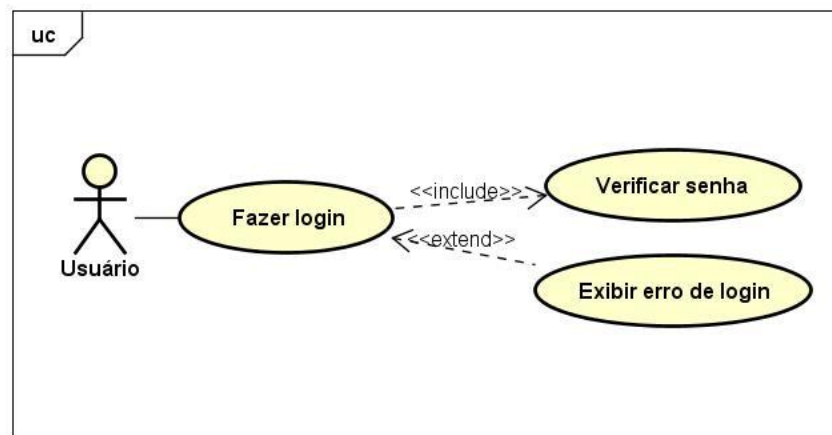 uc
<<include>>
Verificar senha
Fazer login
<<extend>>
Usuário
Exibir erro de login